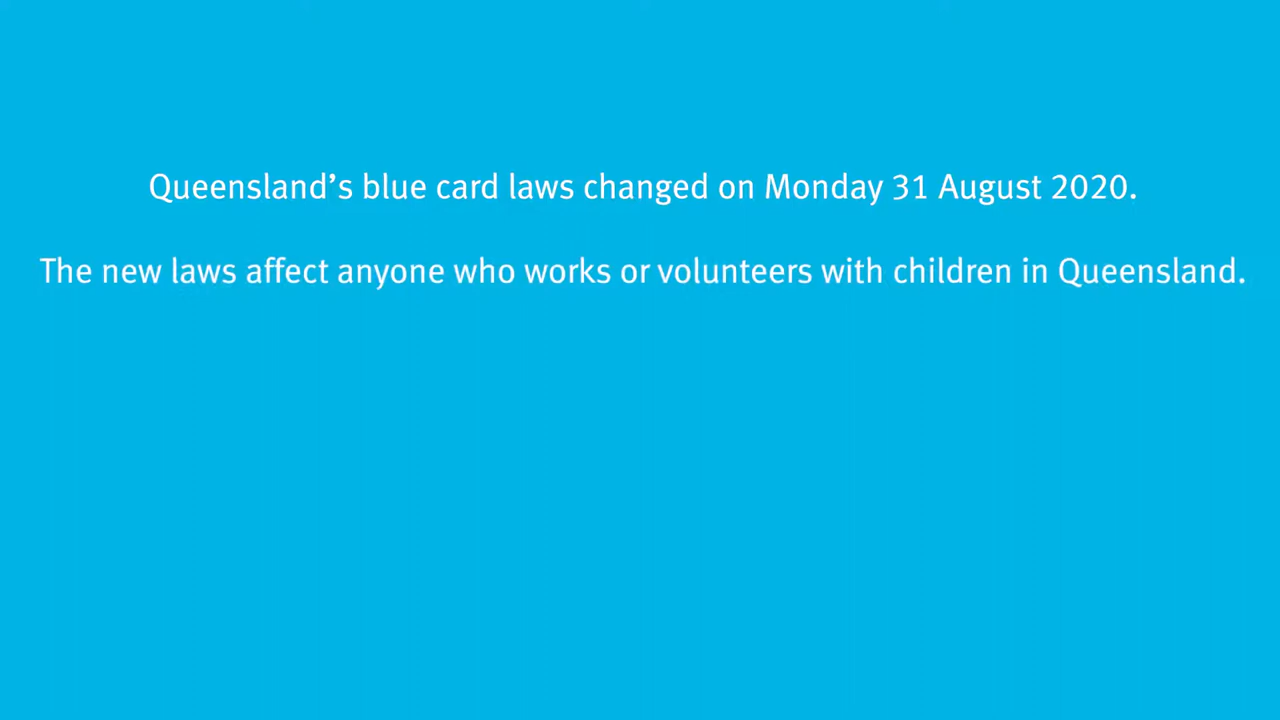 Queensland's blue card laws changed on Monday 31 August 2020.
The new laws affect anyone who works or volunteers with children in Queensland.